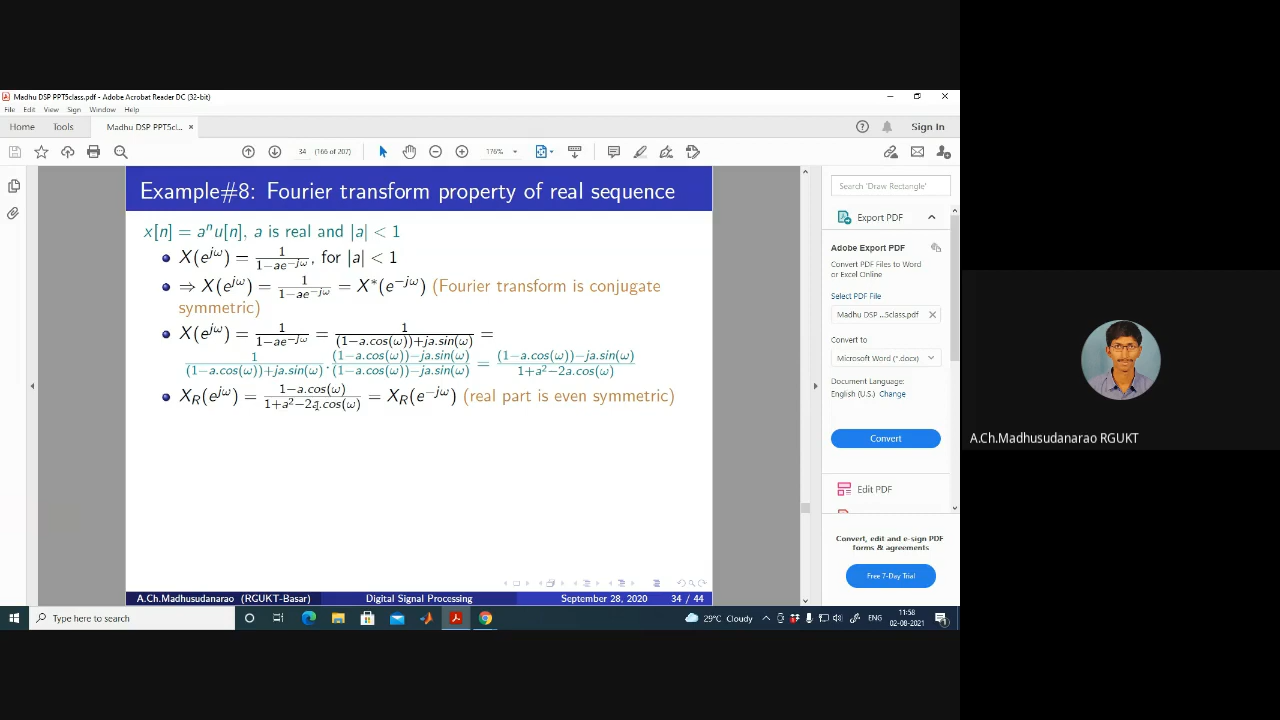 Madhu DSP PPT5class.pdf - Adobe Acrobat Reader DC (32-bit)
File Edit View Sign Window Help
Home Tools Madhu DSP PPT5cl... × Sign In
34 (166 of 207) 176%
Example#8: Fourier transform property of real sequence
x[n] = aⁿu[n], a is real and |a| < 1
X(e^{jω}) = 1/(1−ae^{−jω}), for |a| < 1
⇒ X(e^{jω}) = 1/(1−ae^{−jω}) = X*(e^{−jω}) (Fourier transform is conjugate
symmetric)
X(e^{jω}) = 1/(1−ae^{−jω}) = 1/((1−a.cos(ω))+ja.sin(ω)) =
1/((1−a.cos(ω))+ja.sin(ω)) . ((1−a.cos(ω))−ja.sin(ω))/((1−a.cos(ω))−ja.sin(ω)) = ((1−a.cos(ω))−ja.sin(ω))/(1+a²−2a.cos(ω))
X_R(e^{jω}) = (1−a.cos(ω))/(1+a²−2a.cos(ω)) = X_R(e^{−jω}) (real part is even symmetric)
A.Ch.Madhusudanarao (RGUKT-Basar) Digital Signal Processing September 28, 2020 34 / 44
Search 'Draw Rectangle'
Export PDF
Adobe Export PDF
Convert PDF Files to Word
or Excel Online
Select PDF File
Madhu DSP ...5class.pdf ×
Convert to
Microsoft Word (*.docx)
Document Language:
English (U.S.) Change
Convert
Edit PDF
Convert, edit and e-sign PDF
forms & agreements
Free 7-Day Trial
Type here to search
29°C Cloudy ENG 11:58
02-08-2021
A.Ch.Madhusudanarao RGUKT